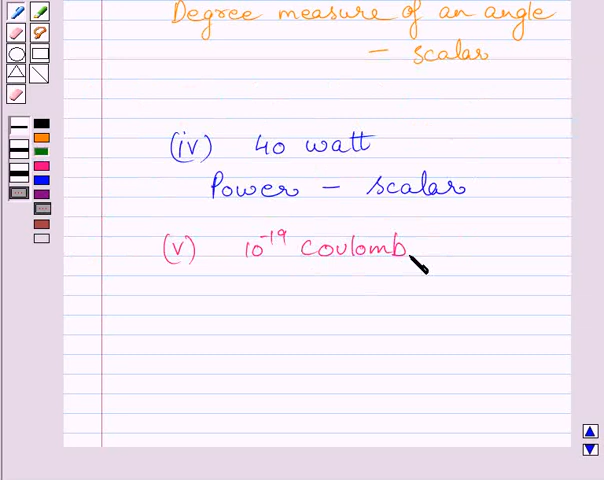 Degree measure of an angle
- scalar
(iv) 40 watt
Power - scalar
(v) 10⁻¹⁹ Coulomb